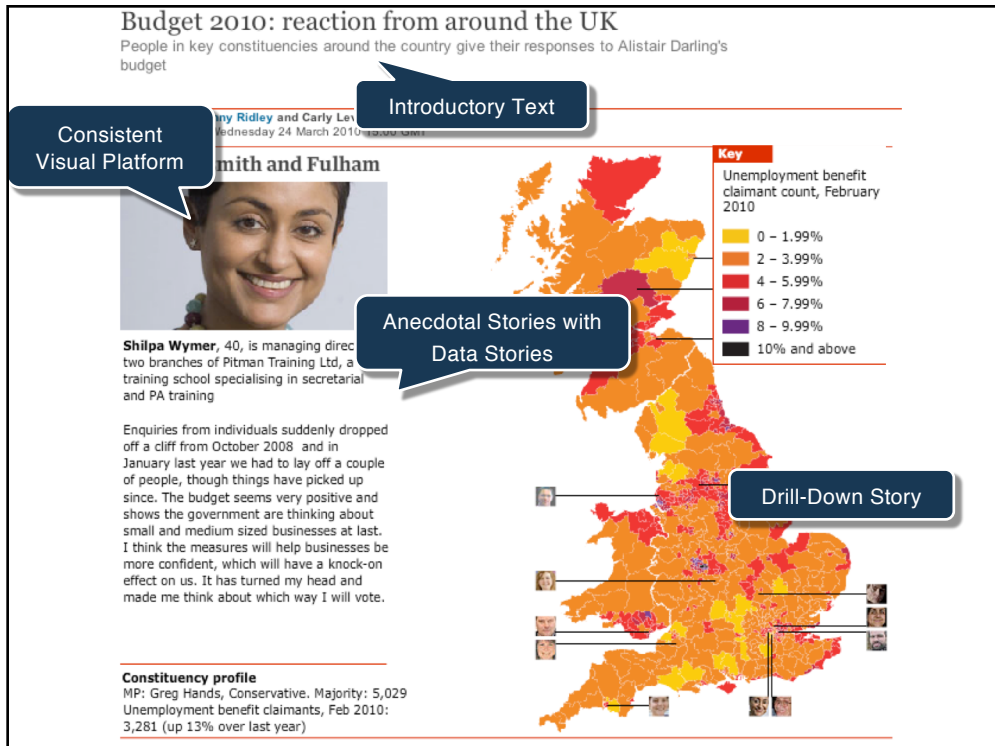 Budget 2010: reaction from around the UK
People in key constituencies around the country give their responses to Alistair Darling's
budget
Introductory Text
Ridley and Carly
Wednesday 24 March 2010 15.00 GMT
Consistent
Visual Platform
and Fulham
Key
Unemployment benefit
claimant count, February
2010
0 – 1.99%
2 – 3.99%
4 – 5.99%
6 – 7.99%
8 – 9.99%
10% and above
Anecdotal Stories with
Data Stories
Shilpa Wymer, 40, is managing
two branches of Pitman Training Ltd, a
training school specialising in secretarial
and PA training
Enquiries from individuals suddenly dropped
off a cliff from October 2008 and in
January last year we had to lay off a couple
of people, though things have picked up
since. The budget seems very positive and
shows the government are thinking about
small and medium sized businesses at last.
I think the measures will help businesses be
more confident, which will have a knock-on
effect on us. It has turned my head and
made me think about which way I will vote.
Drill-Down Story
Constituency profile
MP: Greg Hands, Conservative. Majority: 5,029
Unemployment benefit claimants, Feb 2010:
3,281 (up 13% over last year)